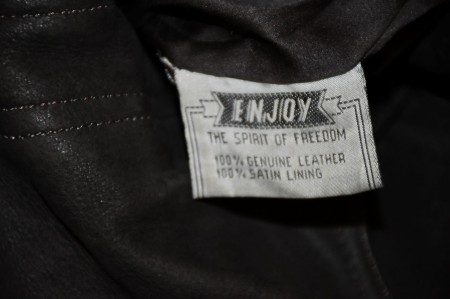 ENJOY
THE SPIRIT OF FREEDOM
100% GENUINE LEATHER
100% SATIN LINING